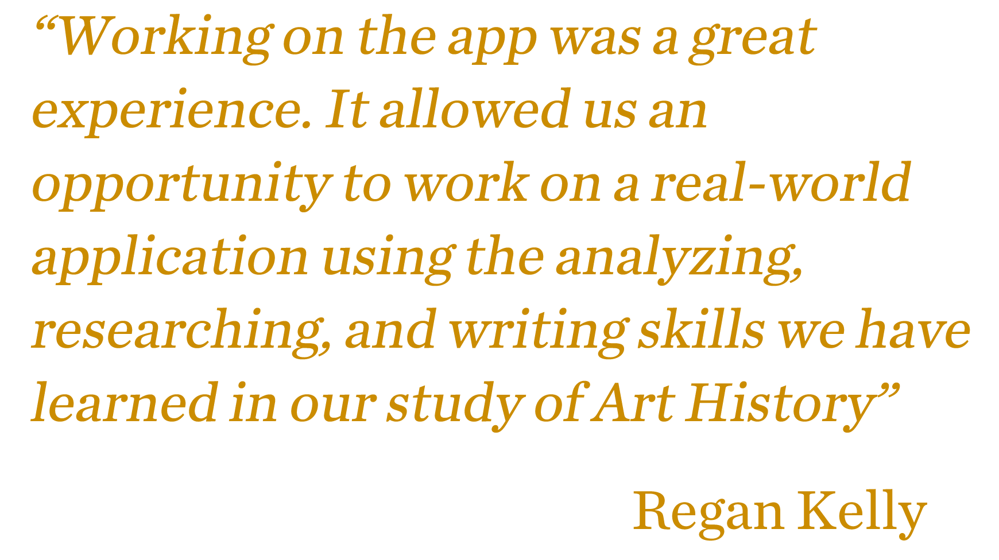 “Working on the app was a great
experience. It allowed us an
opportunity to work on a real-world
application using the analyzing,
researching, and writing skills we have
learned in our study of Art History”
Regan Kelly